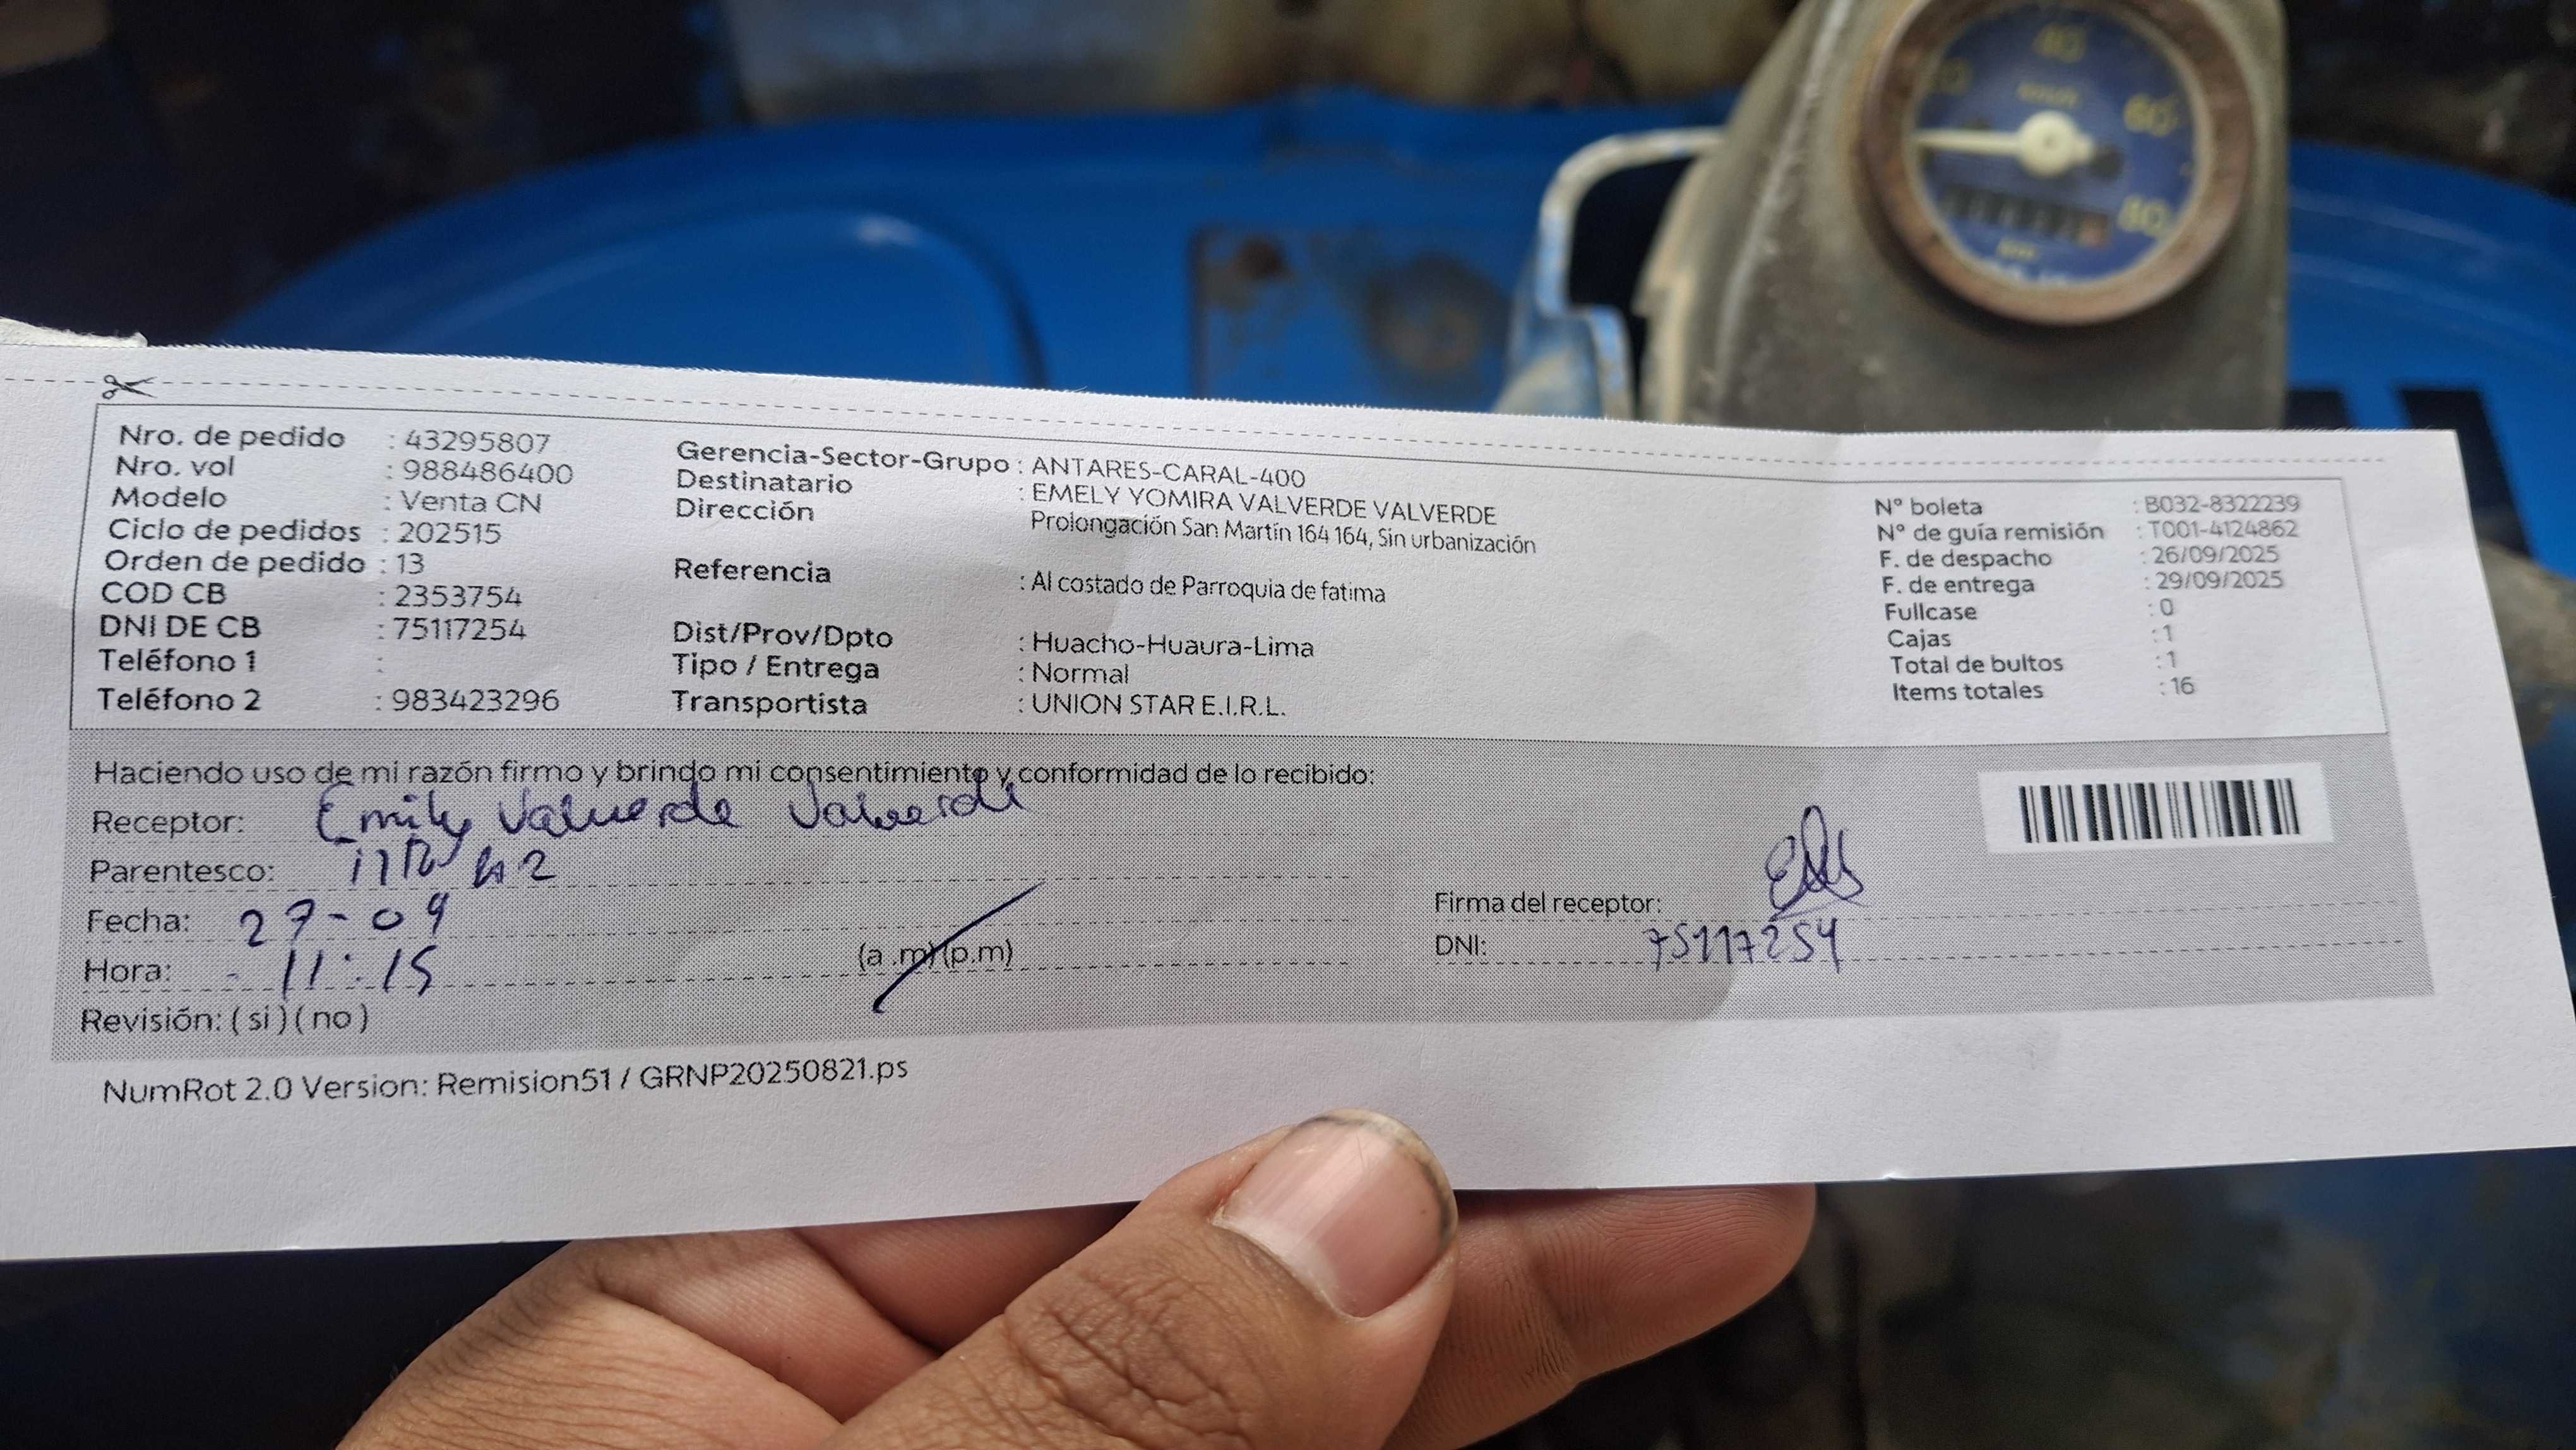 Nro. de pedido : 43295807
Nro. vol : 988486400
Modelo : Venta CN
Ciclo de pedidos : 202515
Orden de pedido : 13
COD CB : 2353754
DNI DE CB : 75117254
Teléfono 1 :
Teléfono 2 : 983423296
Gerencia-Sector-Grupo : ANTARES-CARAL-400
Destinatario : EMELY YOMIRA VALVERDE VALVERDE
Dirección Prolongación San Martín 164 164, Sin urbanización
Referencia : Al costado de Parroquia de fatima
Dist/Prov/Dpto : Huacho-Huaura-Lima
Tipo / Entrega : Normal
Transportista : UNION STAR E.I.R.L.
N° boleta : B032-8322239
N° de guía remisión : T001-4124862
F. de despacho : 26/09/2025
F. de entrega : 29/09/2025
Fullcase : 0
Cajas : 1
Total de bultos : 1
Items totales : 16
Haciendo uso de mi razón firmo y brindo mi consentimiento y conformidad de lo recibido:
Receptor: Emily Valverde Valverde
Parentesco:
Fecha: 27-09
Hora: 11:15 (a .m)(p.m)
Revisión: ( si ) ( no )
Firma del receptor:
DNI: 75117254
NumRot 2.0 Version: Remision51 / GRNP20250821.ps
40
60
80
km